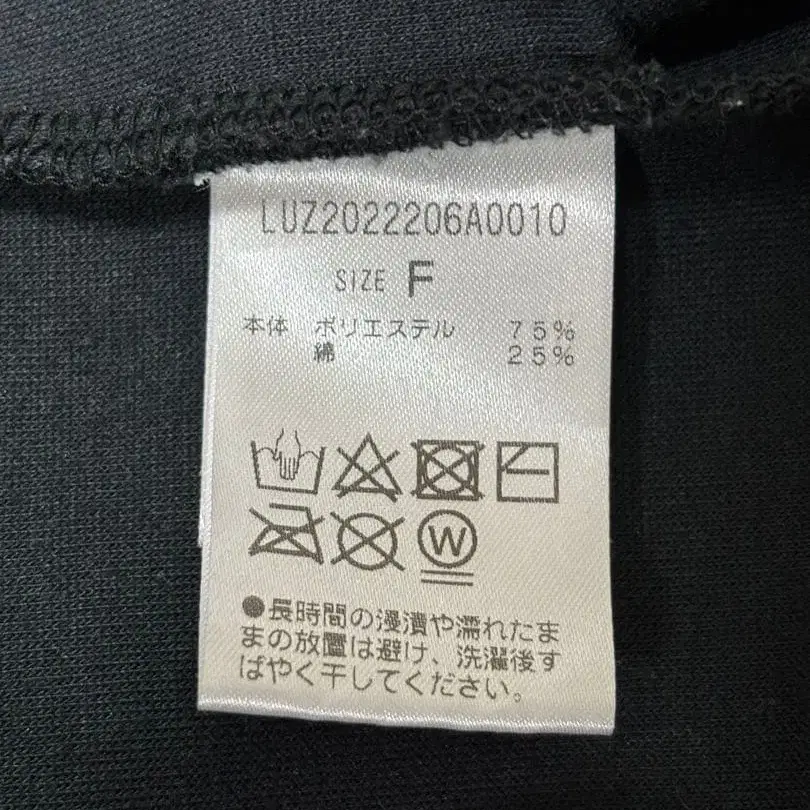 LUZ2022206A0010
SIZE F
本体 ポリエステル 75%
綿 25%
W
●長時間の浸漬や濡れたま
まの放置は避け、洗濯後す
ばやく干してください。